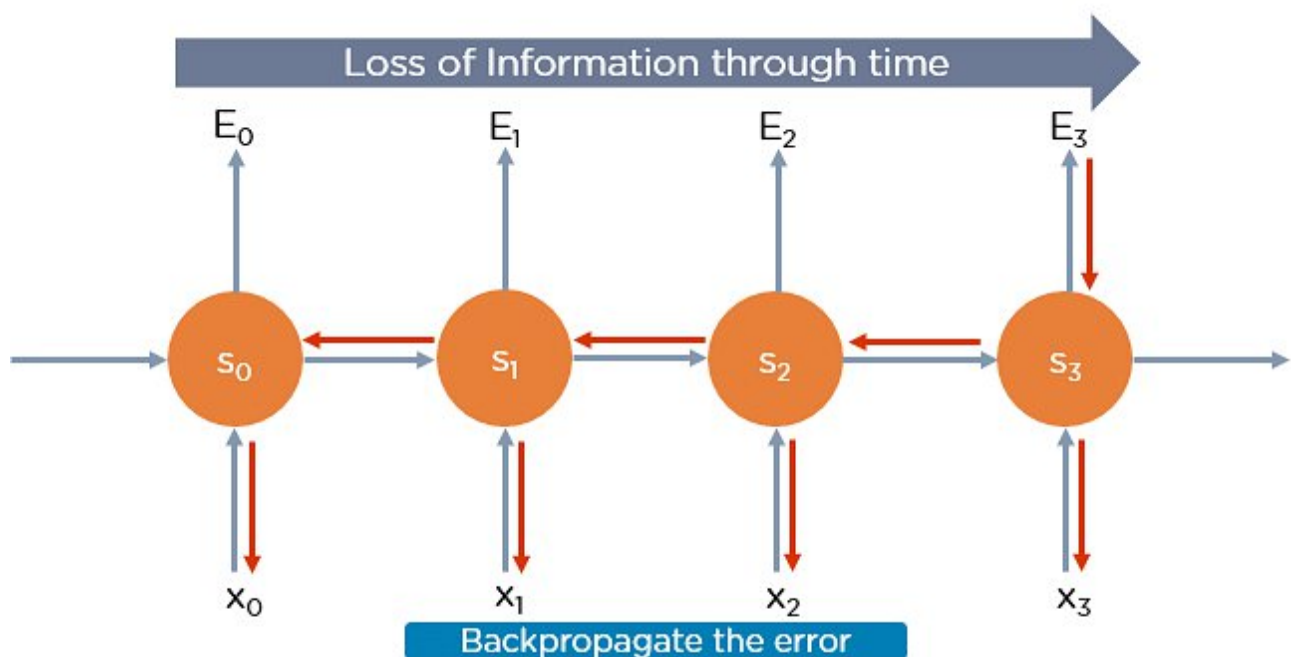 Loss of Information through time
E₀ E₁ E₂ E₃
s₀ s₁ s₂ s₃
x₀ x₁ x₂ x₃
Backpropagate the error